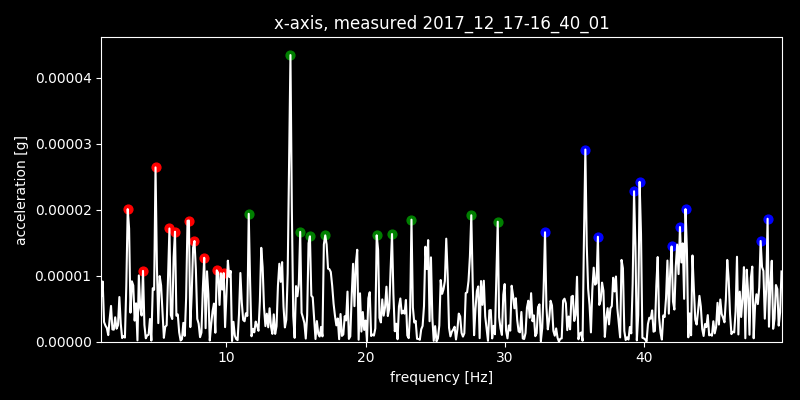 x-axis, measured 2017_12_17-16_40_01
acceleration [g]
0.00004
0.00003
0.00002
0.00001
0.00000
10 20 30 40
frequency [Hz]